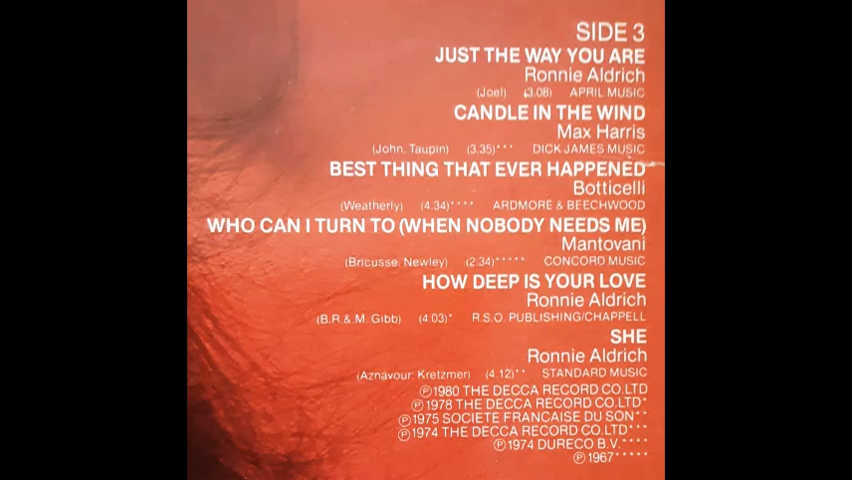 SIDE 3
JUST THE WAY YOU ARE
Ronnie Aldrich
(Joel) (3.08) APRIL MUSIC
CANDLE IN THE WIND
Max Harris
(John, Taupin) (3.35)*** DICK JAMES MUSIC
BEST THING THAT EVER HAPPENED
Botticelli
(Weatherly) (4.34)**** ARDMORE & BEECHWOOD
WHO CAN I TURN TO (WHEN NOBODY NEEDS ME)
Mantovani
(Bricusse, Newley) (2.34)***** CONCORD MUSIC
HOW DEEP IS YOUR LOVE
Ronnie Aldrich
(B.R.& M. Gibb) (4.03)* R.S.O. PUBLISHING/CHAPPELL
SHE
Ronnie Aldrich
(Aznavour, Kretzmer) (4.12)** STANDARD MUSIC
℗1980 THE DECCA RECORD CO.LTD
℗1978 THE DECCA RECORD CO.LTD*
℗1975 SOCIETE FRANCAISE DU SON**
℗1974 THE DECCA RECORD CO.LTD***
℗1974 DURECO B.V.****
℗1967*****